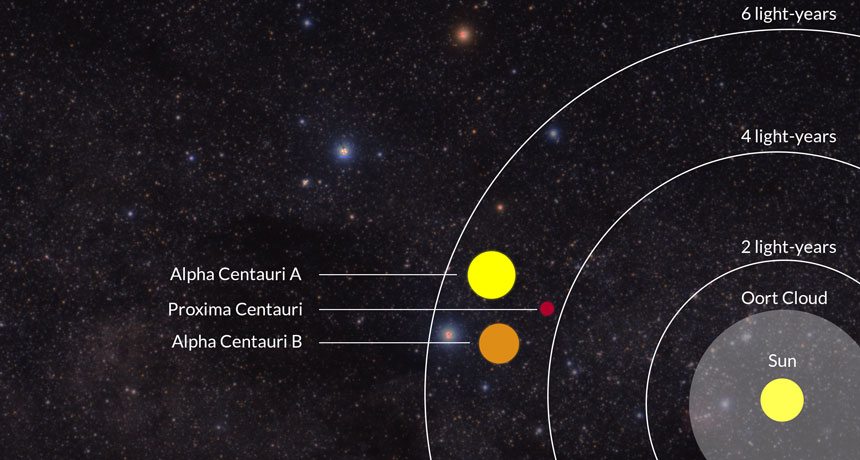 6 light-years
4 light-years
2 light-years
Oort Cloud
Sun
Alpha Centauri A
Proxima Centauri
Alpha Centauri B